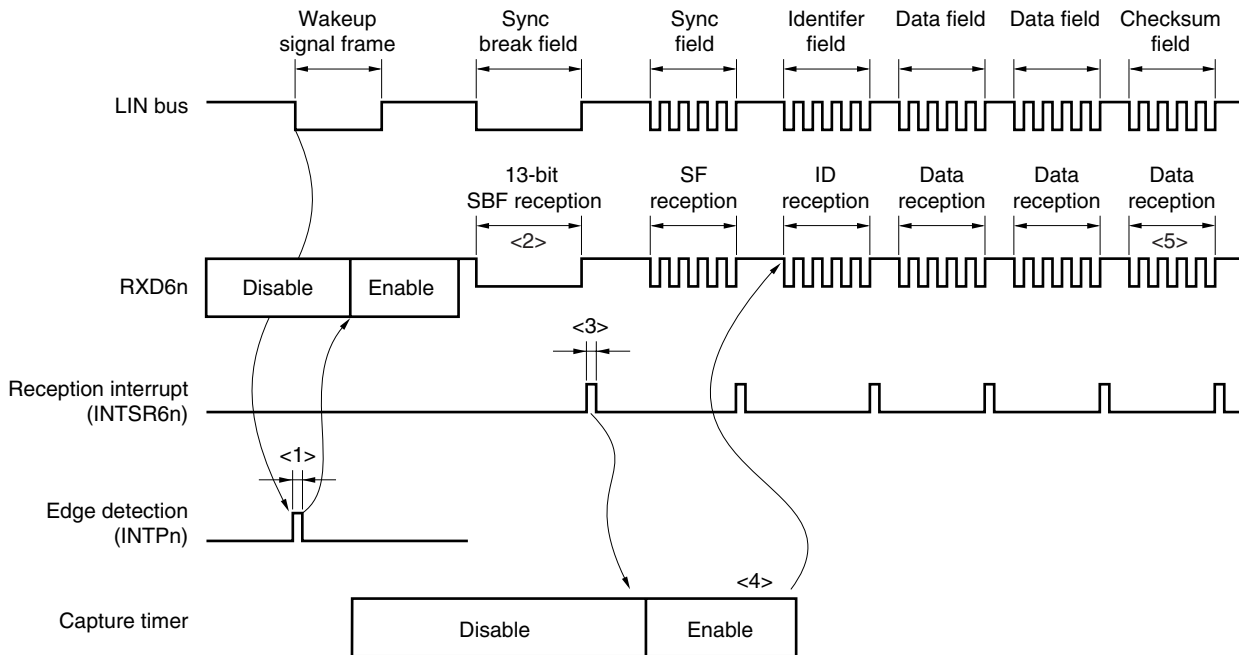 Wakeup
signal frame
Sync
break field
Sync
field
Identifer
field
Data field
Data field
Checksum
field
LIN bus
13-bit
SBF reception
<2>
SF
reception
ID
reception
Data
reception
Data
reception
Data
reception
<5>
RXD6n
Disable
Enable
<3>
Reception interrupt
(INTSR6n)
<1>
Edge detection
(INTPn)
<4>
Capture timer
Disable
Enable